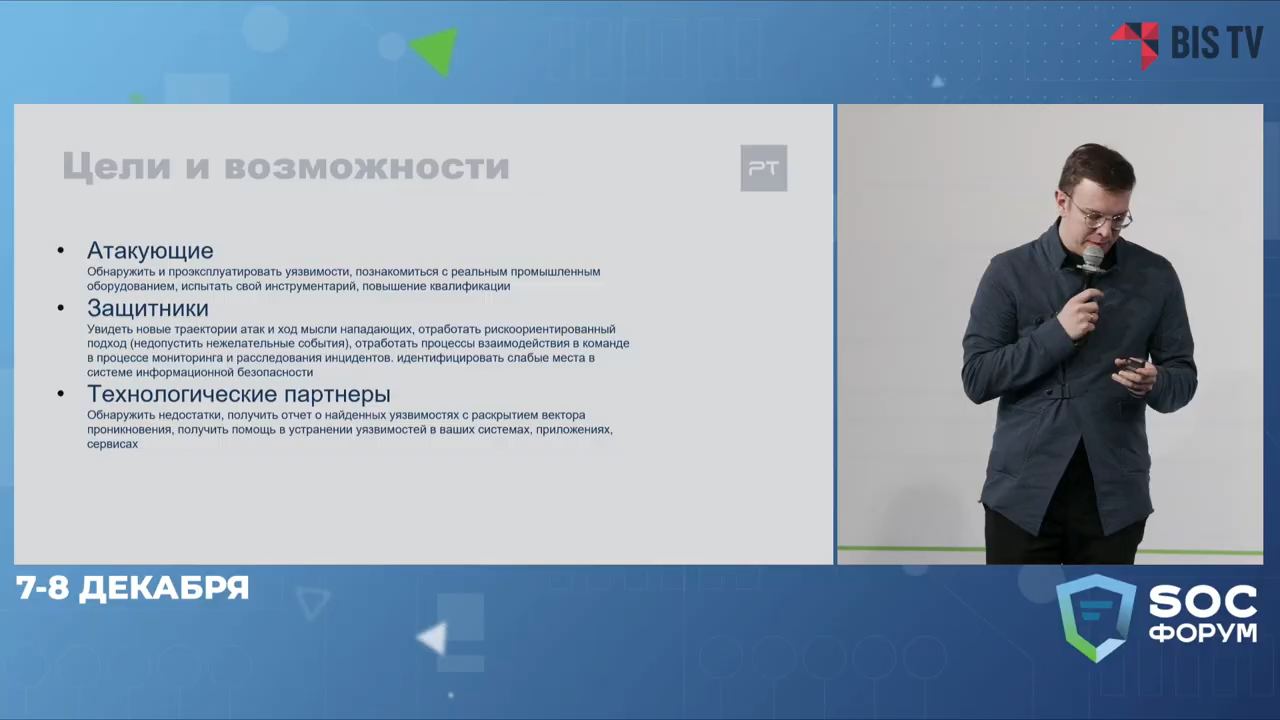 BIS TV
Цели и возможности
PT
• Атакующие
Обнаружить и проэксплуатировать уязвимости, познакомиться с реальным промышленным
оборудованием, испытать свой инструментарий, повышение квалификации
• Защитники
Увидеть новые траектории атак и ход мысли нападающих, отработать рискоориентированный
подход (недопустить нежелательные события), отработать процессы взаимодействия в команде
в процессе мониторинга и расследования инцидентов. идентифицировать слабые места в
системе информационной безопасности
• Технологические партнеры
Обнаружить недостатки, получить отчет о найденных уязвимостях с раскрытием вектора
проникновения, получить помощь в устранении уязвимостей в ваших системах, приложениях,
сервисах
7-8 ДЕКАБРЯ
SOC
ФОРУМ